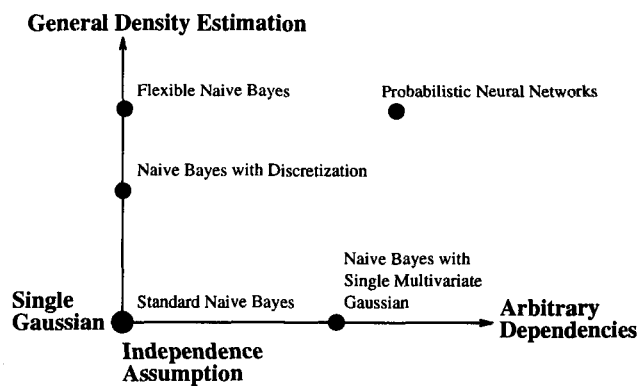 General Density Estimation
Flexible Naive Bayes
Probabilistic Neural Networks
Naive Bayes with Discretization
Naive Bayes with
Single Multivariate
Gaussian
Single
Gaussian
Standard Naive Bayes
Arbitrary
Dependencies
Independence
Assumption